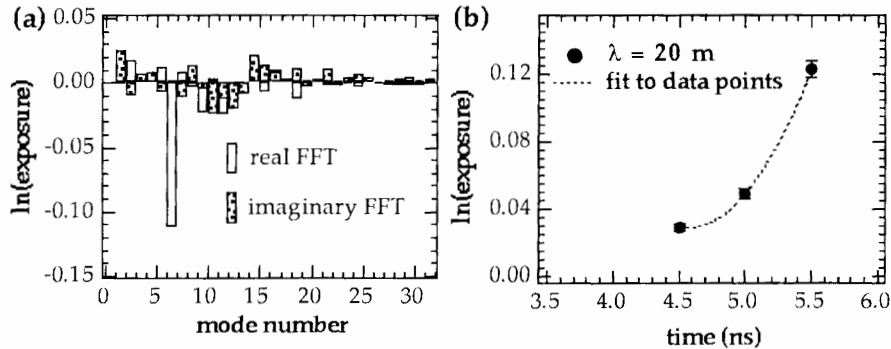 (a)
0.05
0.00
-0.05
-0.10
-0.15
ln(exposure)
real FFT
imaginary FFT
0 5 10 15 20 25 30
mode number
(b)
λ = 20 m
fit to data points
0.12
0.08
0.04
0.00
ln(exposure)
3.5 4.0 4.5 5.0 5.5 6.0
time (ns)